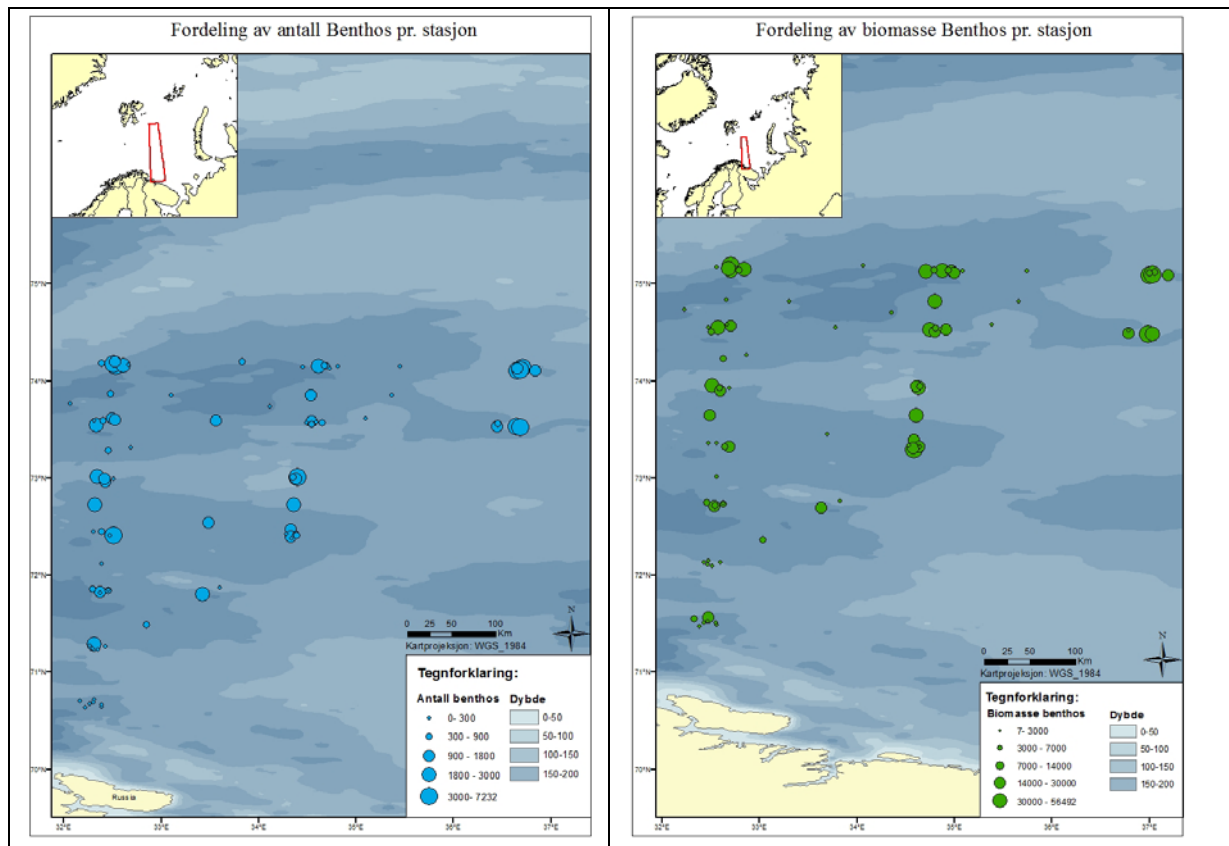 Fordeling av antall Benthos pr. stasjon
75°N
74°N
73°N
72°N
71°N
70°N
Russia
N
0 25 50 100
Km
Kartprojeksjon: WGS_1984
Tegnforklaring:
Antall benthos Dybde
0- 300 0-50
300 - 900 50-100
900 - 1800 100-150
1800 - 3000 150-200
3000- 7232
32°E 33°E 34°E 35°E 36°E 37°E
Fordeling av biomasse Benthos pr. stasjon
75°N
74°N
73°N
72°N
71°N
70°N
N
0 25 50 100
Km
Kartprojeksjon: WGS_1984
Tegnforklaring:
Biomasse benthos Dybde
7- 3000 0-50
3000 - 7000 50-100
7000 - 14000 100-150
14000 - 30000 150-200
30000 - 56492
32°E 33°E 34°E 35°E 36°E 37°E